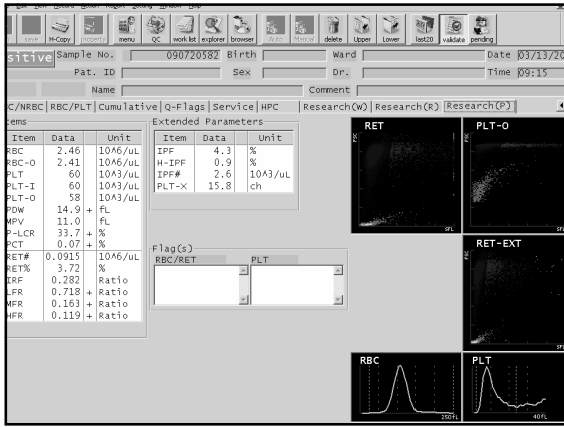 save H-Copy property menu QC work list explorer browser Auto Manual delete Upper Lower last20 validate pending
sitive Sample No. 090720582 Birth Ward Date 03/13/20
Pat. ID Sex Dr. Time 09:15
Name Comment
C/NRBC RBC/PLT Cumulative Q-Flags Service HPC Research(W) Research(R) Research(P)
tems
Item Data Unit
RBC 2.46 10^6/uL
RBC-O 2.41 10^6/uL
PLT 60 10^3/uL
PLT-I 60 10^3/uL
PLT-O 58 10^3/uL
PDW 14.9 + fL
MPV 11.0 fL
P-LCR 33.7 + %
PCT 0.07 + %
RET# 0.0915 10^6/uL
RET% 3.72 %
IRF 0.282 Ratio
LFR 0.718 + Ratio
MFR 0.163 + Ratio
HFR 0.119 + Ratio
Extended Parameters
Item Data Unit
IPF 4.3 %
H-IPF 0.9 %
IPF# 2.6 10^3/uL
PLT-X 15.8 ch
Flag(s)
RBC/RET PLT
RET
FSC
SFL
PLT-O
FSC
SFL
RET-EXT
FSC
SFL
RBC
250fL
PLT
40fL